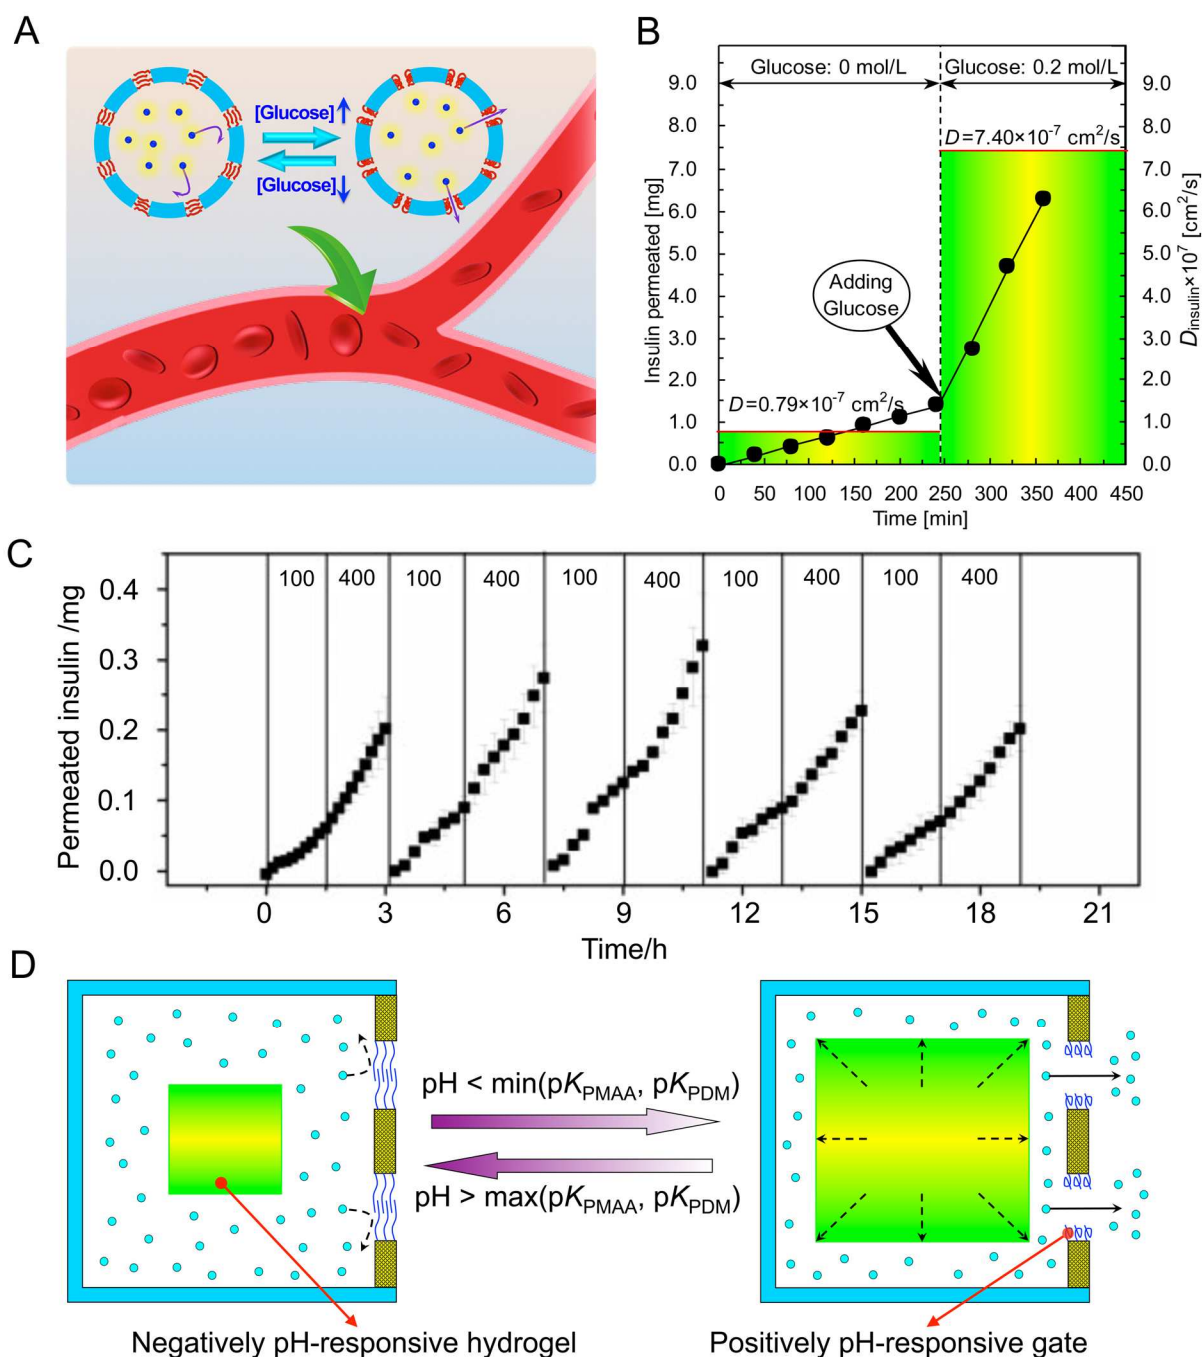 A
[Glucose]
[Glucose]
B
Glucose: 0 mol/L
Glucose: 0.2 mol/L
9.0
8.0
7.0
6.0
5.0
4.0
3.0
2.0
1.0
0.0
Insulin permeated [mg]
D=7.40×10⁻⁷ cm²/s
Adding
Glucose
D=0.79×10⁻⁷ cm²/s
9.0
8.0
7.0
6.0
5.0
4.0
3.0
2.0
1.0
0.0
Dinsulin×10⁷ [cm²/s]
0 50 100 150 200 250 300 350 400 450
Time [min]
C
100 400 100 400 100 400 100 400 100 400
0.4
0.3
0.2
0.1
0.0
Permeated insulin /mg
0 3 6 9 12 15 18 21
Time/h
D
pH < min(pKPMAA, pKPDM)
pH > max(pKPMAA, pKPDM)
Negatively pH-responsive hydrogel
Positively pH-responsive gate